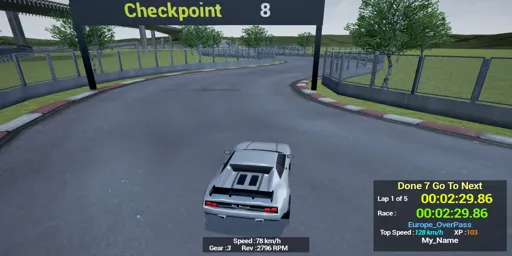 Checkpoint 8
My_Name
Speed :78 km/h
Gear :3 Rev :2796 RPM
Done 7 Go To Next
Lap 1 of 5 00:02:29.86
Race : 00:02:29.86
Europe_OverPass
Top Speed :128 km/h XP :103
My_Name